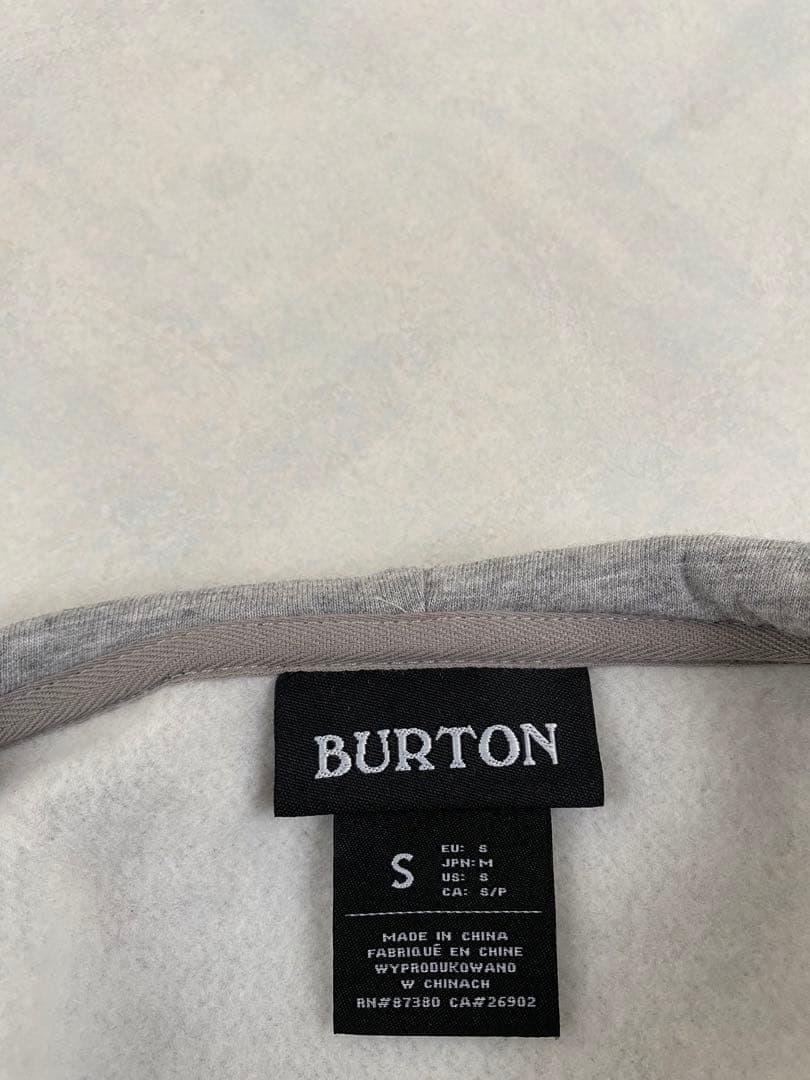 BURTON
S
EU: S
JPN: M
US: S
CA: S/P
MADE IN CHINA
FABRIQUÉ EN CHINE
WYPRODUKOWANO
W CHINACH
RN#87380 CA#26902